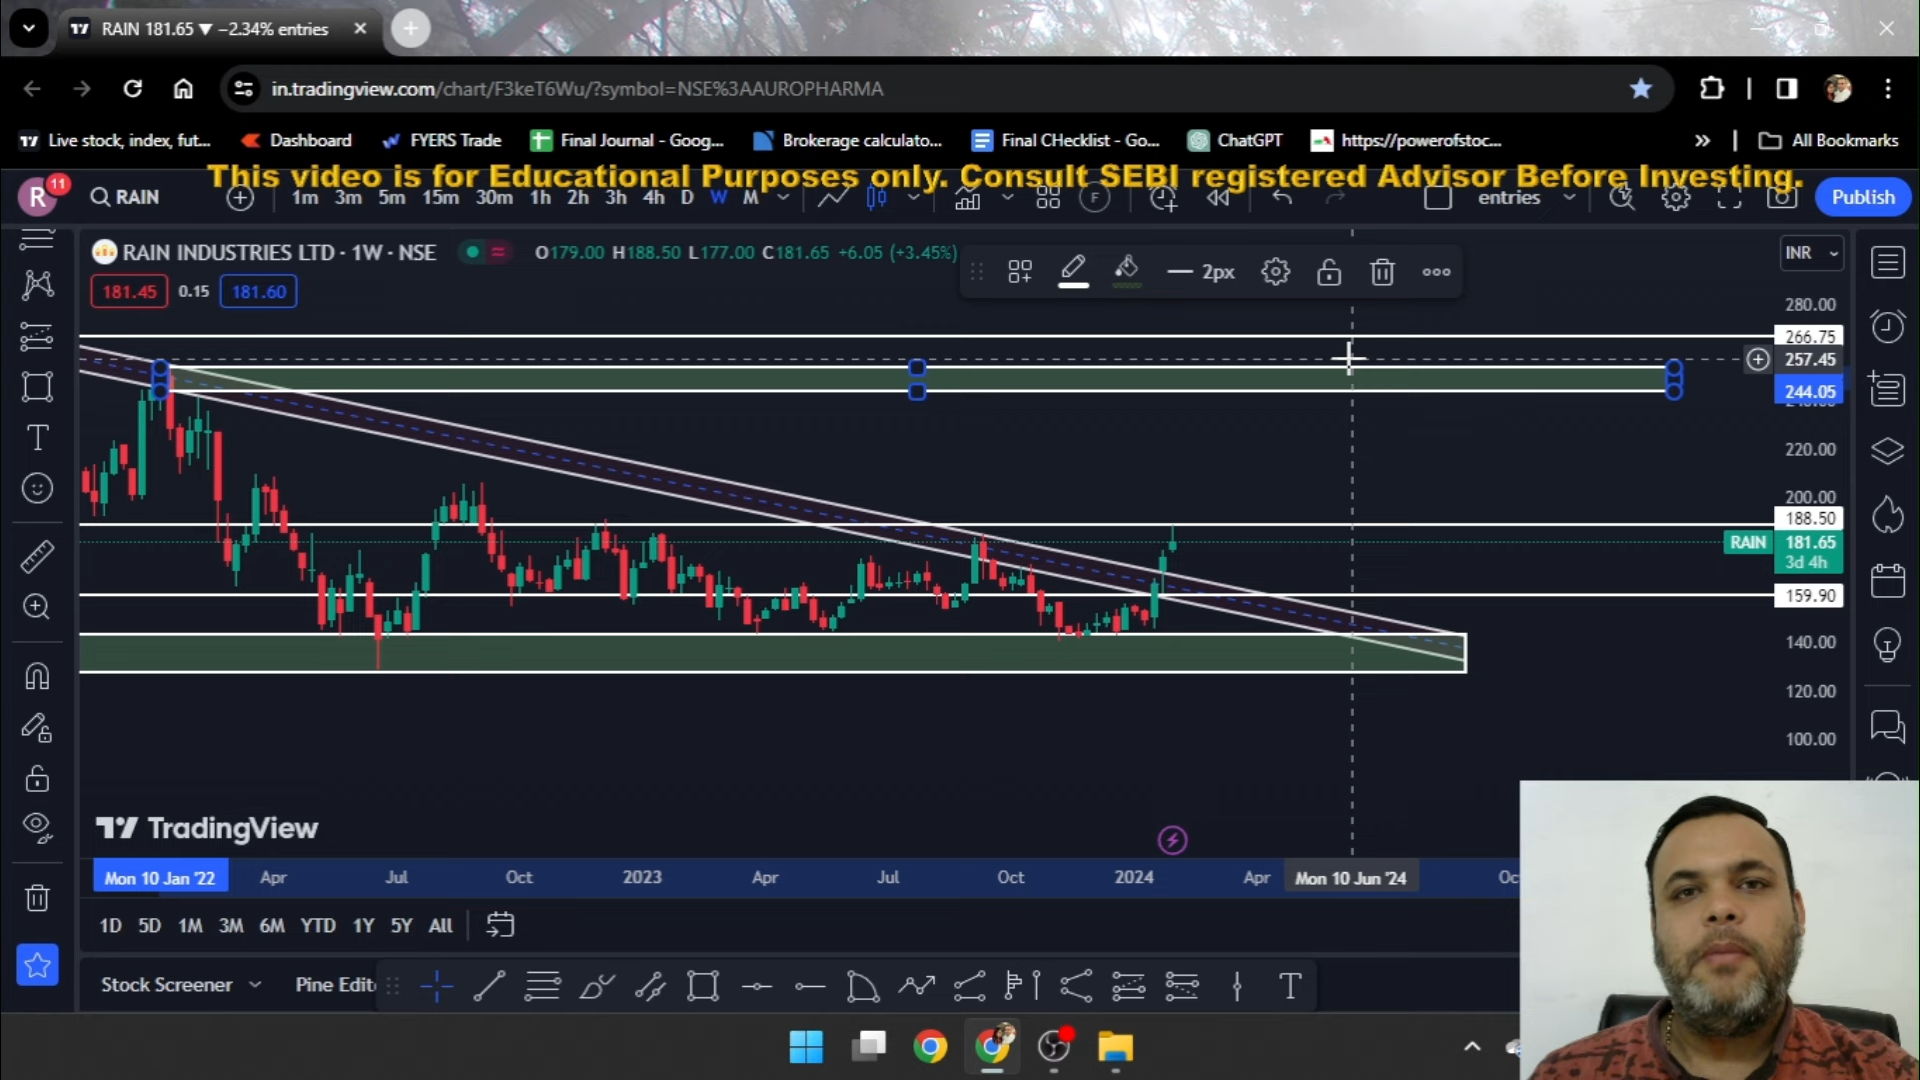 RAIN 181.65 ▼ −2.34% entries
in.tradingview.com/chart/F3keT6Wu/?symbol=NSE%3AAUROPHARMA
Live stock, index, fut... Dashboard FYERS Trade Final Journal - Goog... Brokerage calculato... Final CHecklist - Go... ChatGPT https://powerofstoc... » All Bookmarks
This video is for Educational Purposes only. Consult SEBI registered Advisor Before Investing.
R 11 RAIN 1m 3m 5m 15m 30m 1h 2h 3h 4h D W M F entries Publish
RAIN INDUSTRIES LTD · 1W · NSE O179.00 H188.50 L177.00 C181.65 +6.05 (+3.45%) INR
2px
181.45 0.15 181.60
280.00
266.75
257.45
244.05
220.00
200.00
188.50
RAIN 181.65
3d 4h
159.90
140.00
120.00
100.00
TradingView
Mon 10 Jan '22 Apr Jul Oct 2023 Apr Jul Oct 2024 Apr Mon 10 Jun '24
1D 5D 1M 3M 6M YTD 1Y 5Y All
Stock Screener Pine Edit